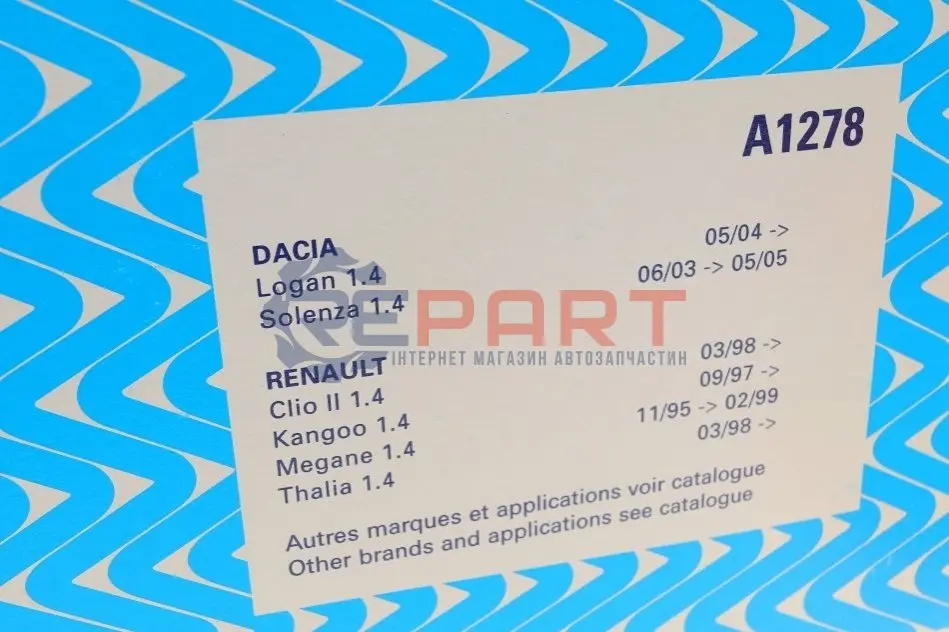 A1278
DACIA
Logan 1.4 05/04 ->
Solenza 1.4 06/03 -> 05/05
REPART
ІНТЕРНЕТ МАГАЗИН АВТОЗАПЧАСТИН
RENAULT
Clio II 1.4 03/98 ->
Kangoo 1.4 09/97 ->
Megane 1.4 11/95 -> 02/99
Thalia 1.4 03/98 ->
Autres marques et applications voir catalogue
Other brands and applications see catalogue